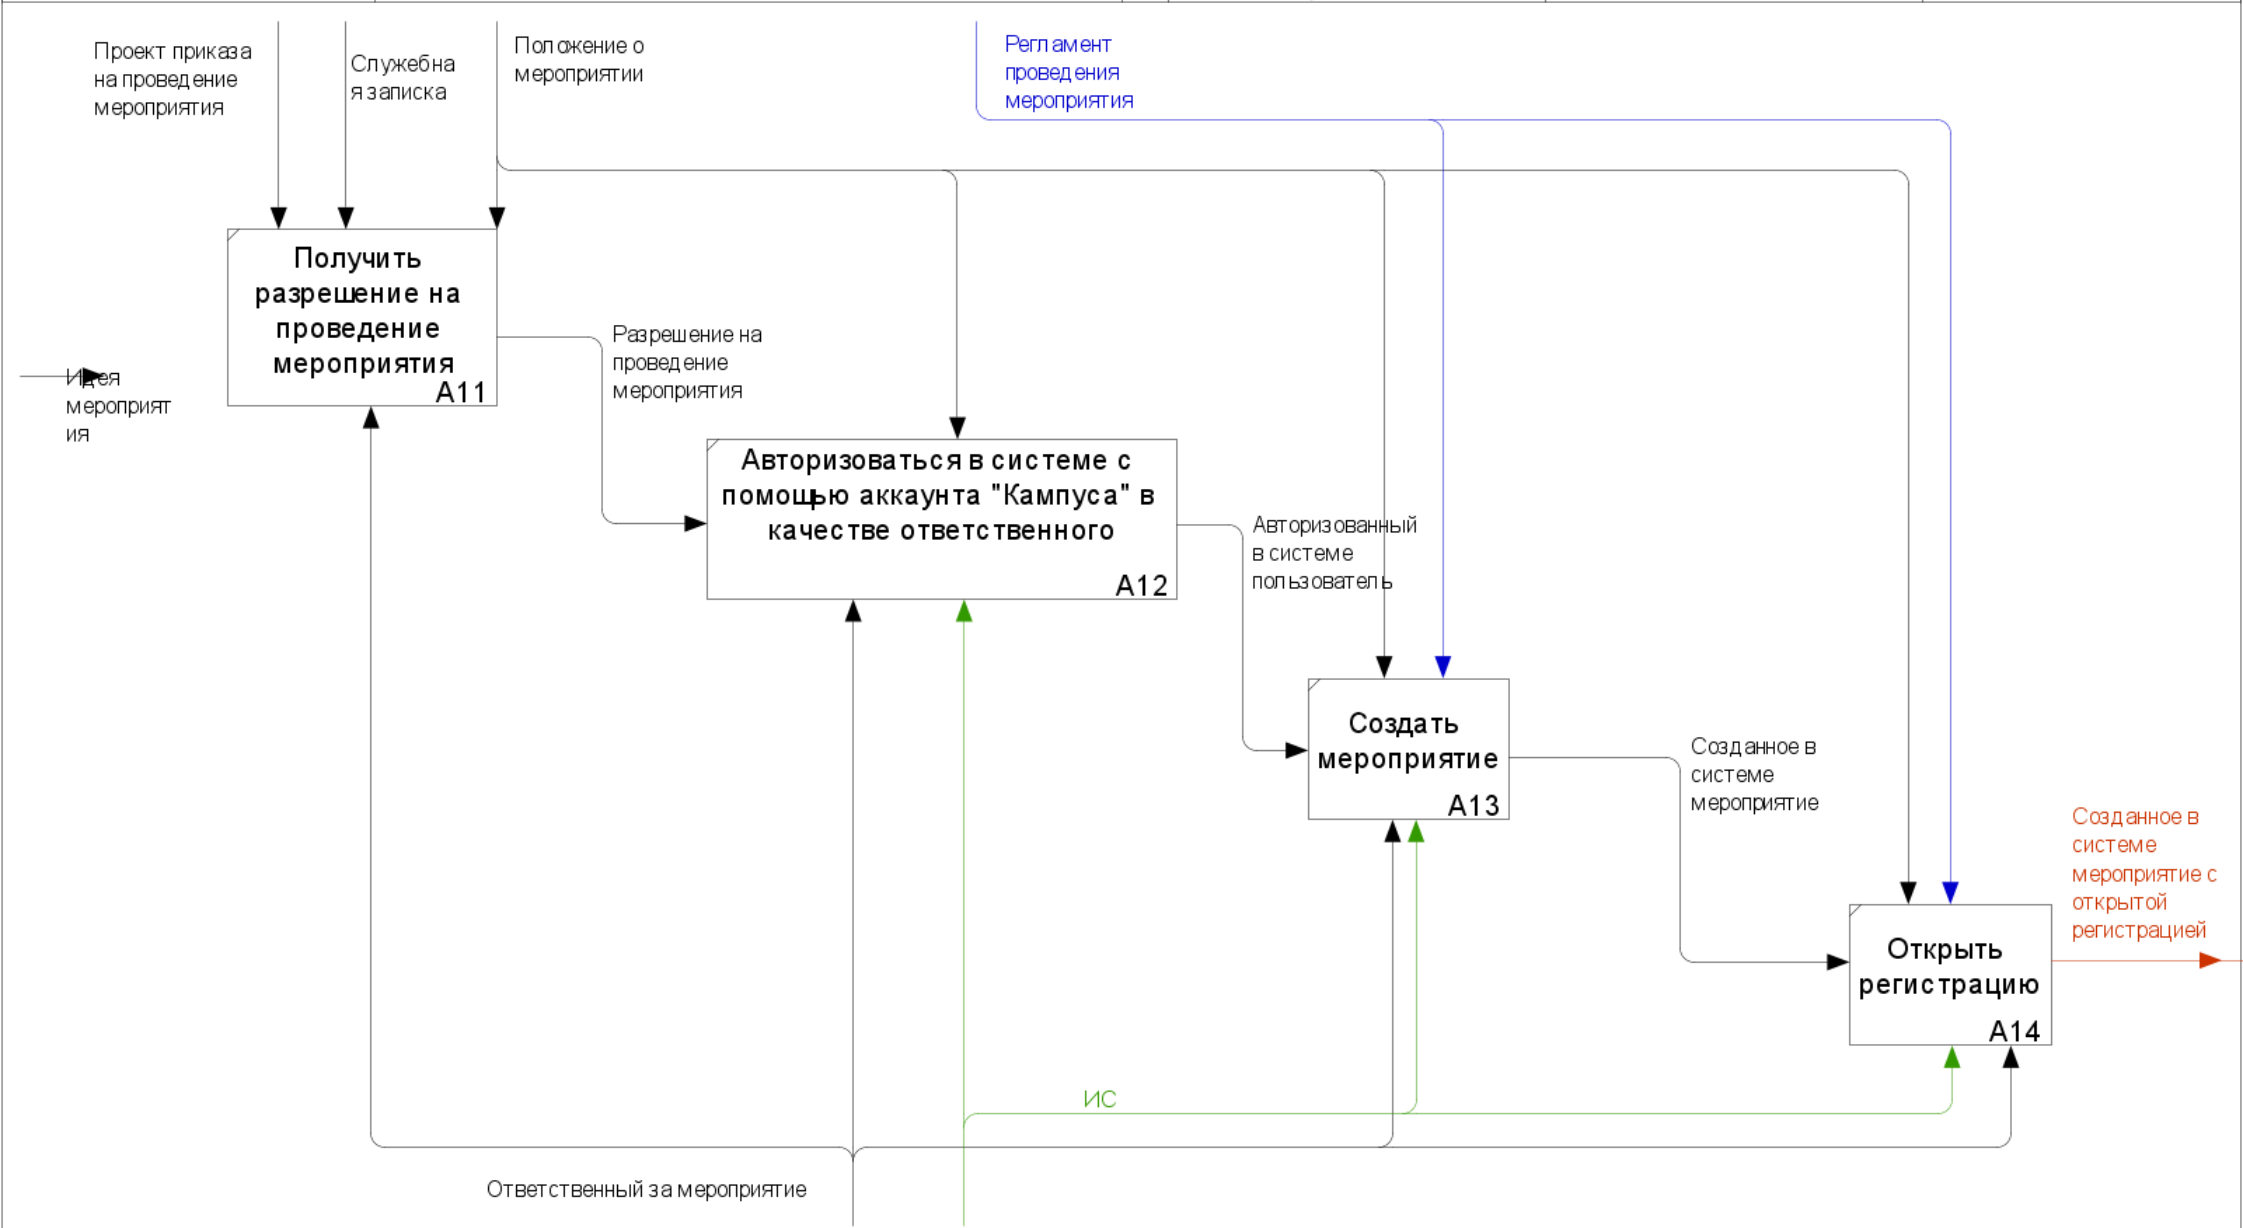 Проект приказа
на проведение
мероприятия
Служебна
я записка
Положение о
мероприятии
Регламент
проведения
мероприятия
Получить
разрешение на
проведение
мероприятия
A11
Идея
мероприят
ия
Разрешение на
проведение
мероприятия
Авторизоваться в системе с
помощью аккаунта "Кампуса" в
качестве ответственного
A12
Авторизованный
в системе
пользователь
Создать
мероприятие
A13
Созданное в
системе
мероприятие
Созданное в
системе
мероприятие с
открытой
регистрацией
Открыть
регистрацию
A14
ИС
Ответственный за мероприятие